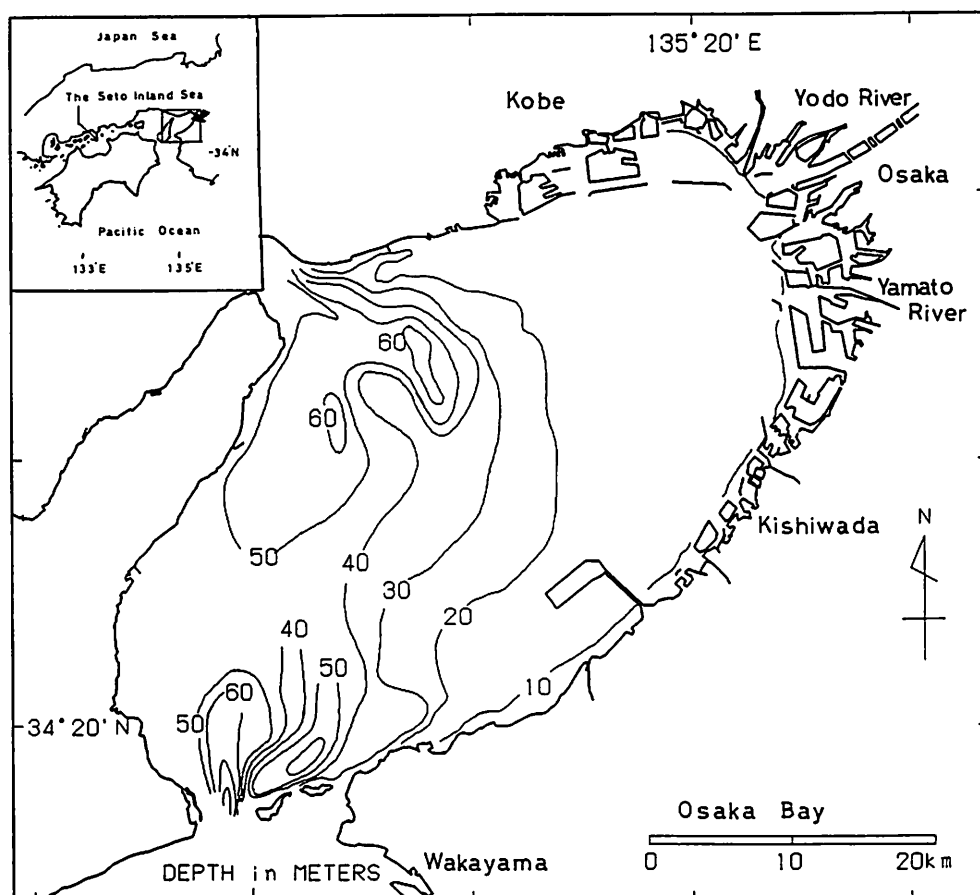 Japan Sea
The Seto Inland Sea
-34°N
Pacific Ocean
133°E
135°E
135° 20' E
Kobe
Yodo River
Osaka
Yamato
River
60
60
50
40
30
20
Kishiwada
N
40
50
60
50
10
34° 20' N
Osaka Bay
0
10
20km
DEPTH in METERS
Wakayama